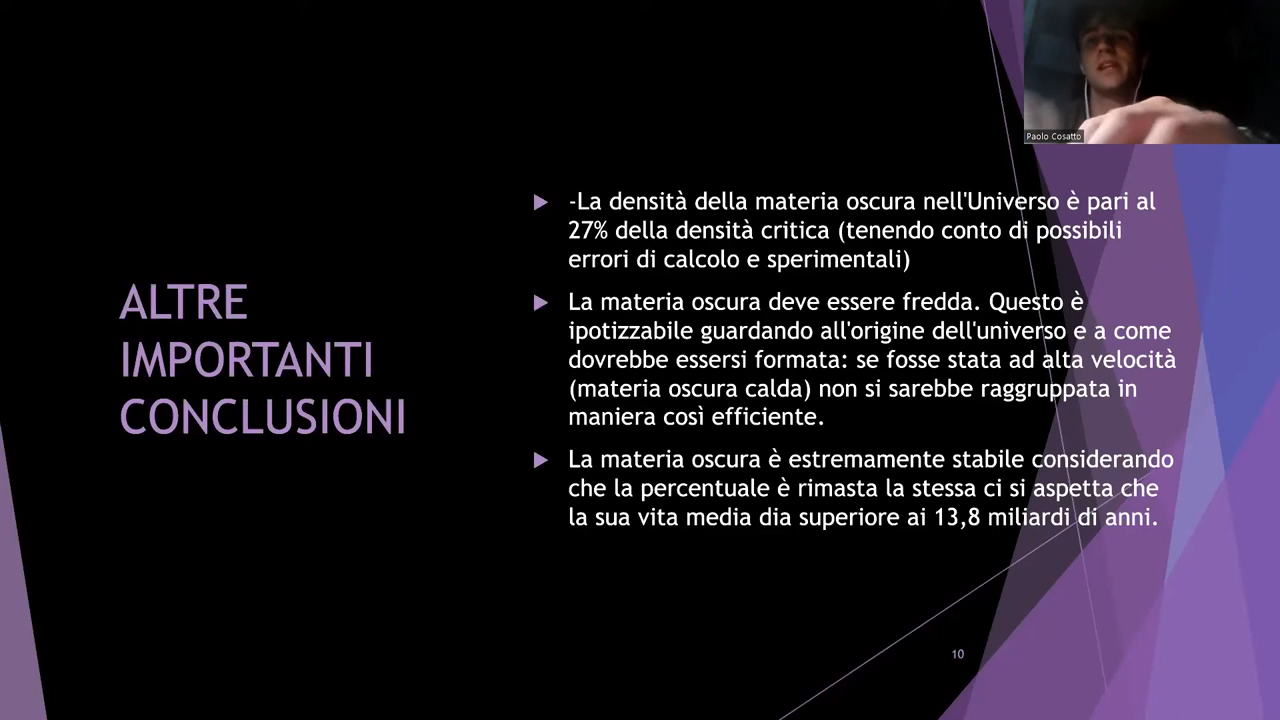 Paolo Cosatto
ALTRE
IMPORTANTI
CONCLUSIONI
-La densità della materia oscura nell'Universo è pari al
27% della densità critica (tenendo conto di possibili
errori di calcolo e sperimentali)
La materia oscura deve essere fredda. Questo è
ipotizzabile guardando all'origine dell'universo e a come
dovrebbe essersi formata: se fosse stata ad alta velocità
(materia oscura calda) non si sarebbe raggruppata in
maniera così efficiente.
La materia oscura è estremamente stabile considerando
che la percentuale è rimasta la stessa ci si aspetta che
la sua vita media dia superiore ai 13,8 miliardi di anni.
10